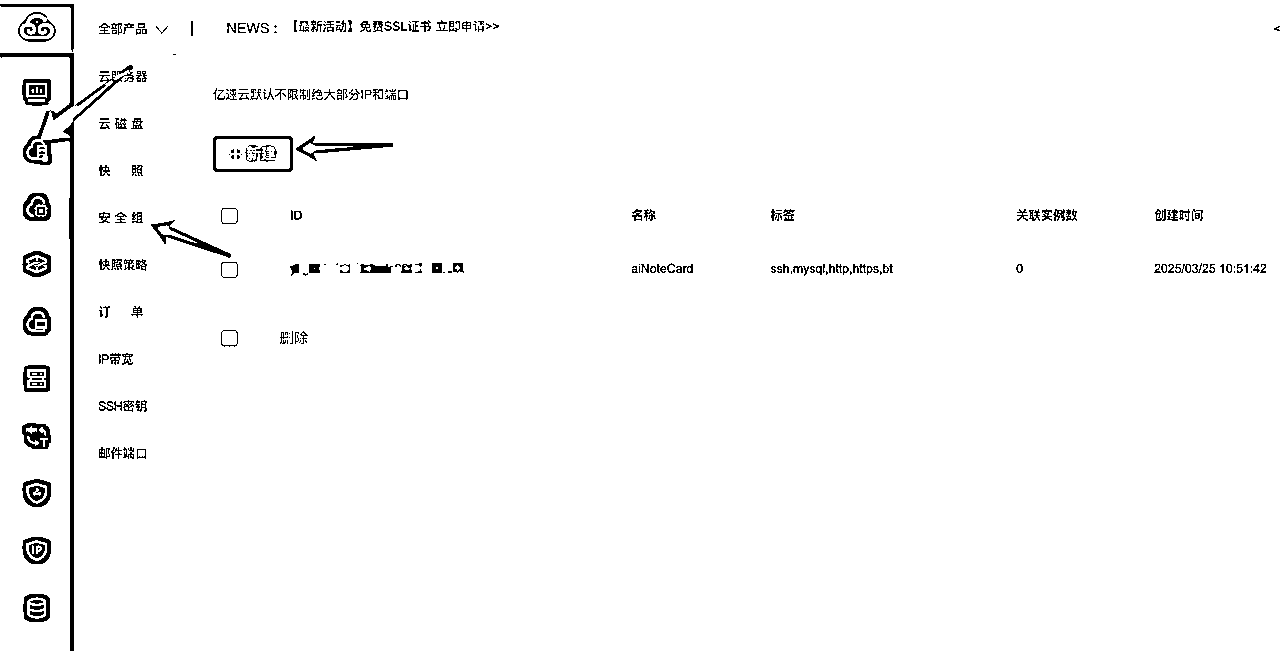 全部产品 | NEWS： 【最新活动】免费SSL证书 立即申请>>
云服务器
亿速云默认不限制绝大部分IP和端口
云磁盘
新建
快 照
安全组
ID 名称 标签 关联实例数 创建时间
快照策略
aiNoteCard ssh,mysql,http,https,bt 0 2025/03/25 10:51:42
订 单
删除
IP带宽
SSH密钥
邮件端口